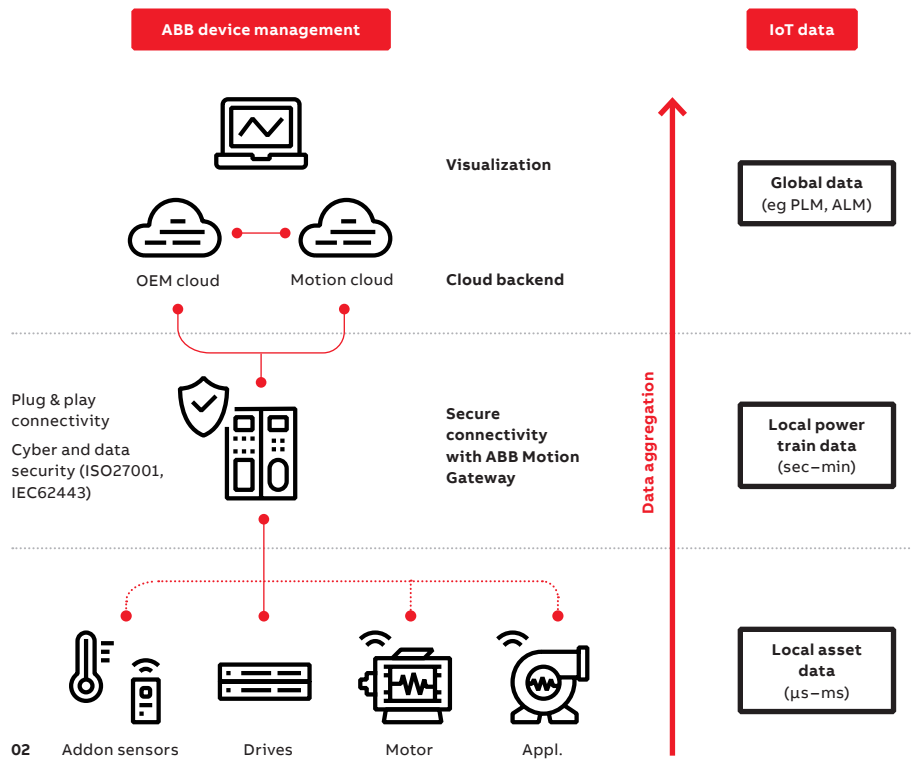 ABB device management
IoT data
Visualization
Global data
(eg PLM, ALM)
OEM cloud
Motion cloud
Cloud backend
Plug & play
connectivity
Cyber and data
security (ISO27001,
IEC62443)
Secure
connectivity
with ABB Motion
Gateway
Data aggregation
Local power
train data
(sec–min)
Local asset
data
(µs–ms)
02
Addon sensors
Drives
Motor
Appl.